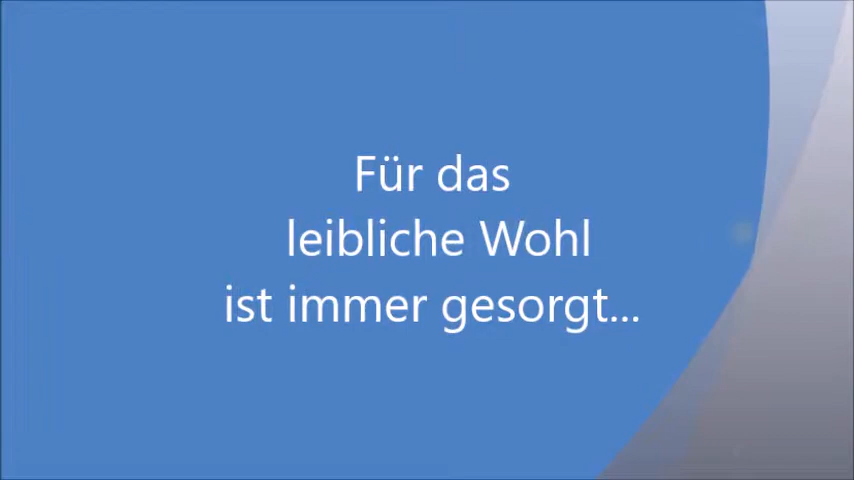 Für das
leibliche Wohl
ist immer gesorgt...